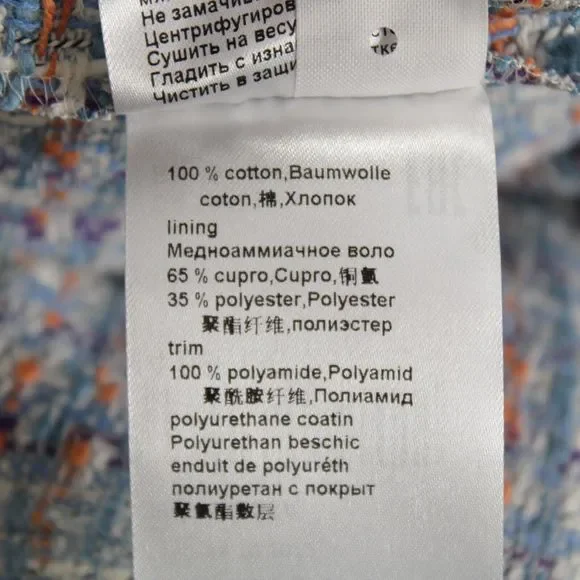 Не замачив
Центрифугиров
Сушить на весу
Гладить с изна
Чистить в защи
100 % cotton,Baumwolle
coton,棉,Хлопок
lining
Медноаммиачное воло
65 % cupro,Cupro,铜氨
35 % polyester,Polyester
聚酯纤维,полиэстер
trim
100 % polyamide,Polyamid
聚酰胺纤维,Полиамид
polyurethane coatin
Polyurethan beschic
enduit de polyuréth
полиуретан с покрыт
聚氨酯敷层